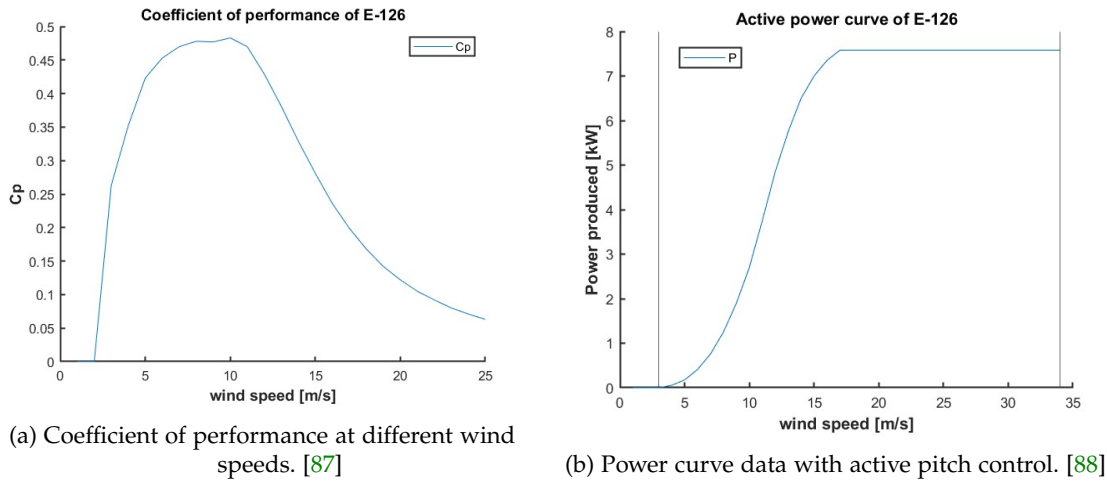 Coefficient of performance of E-126
0.5
0.45
0.4
0.35
0.3
0.25
0.2
0.15
0.1
0.05
0
Cp
Cp
0 5 10 15 20 25
wind speed [m/s]
(a) Coefficient of performance at different wind
speeds. [87]
Active power curve of E-126
8
7
6
5
4
3
2
1
0
Power produced [kW]
P
0 5 10 15 20 25 30 35
wind speed [m/s]
(b) Power curve data with active pitch control. [88]